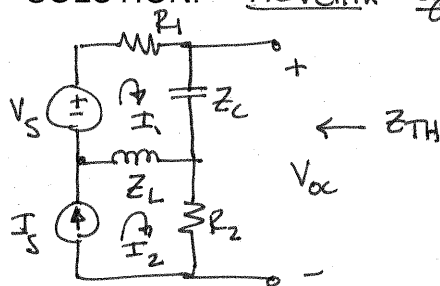 SOLUTION: Thevenin
R1
+
Vs
+
-
I1
Zc
← ZTH
ZL
Voc
Is
I2
R2
-